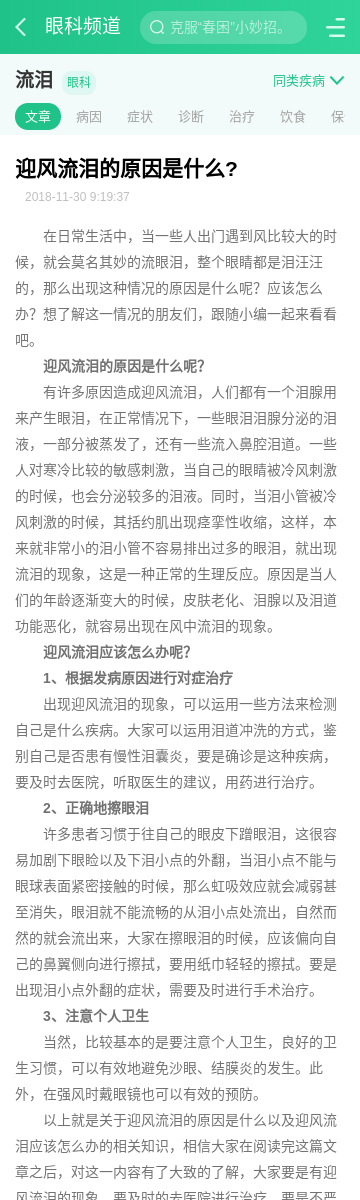 眼科频道
克服“春困”小妙招。
流泪 眼科
同类疾病
文章 病因 症状 诊断 治疗 饮食 保
迎风流泪的原因是什么?
2018-11-30 9:19:37
在日常生活中，当一些人出门遇到风比较大的时
候，就会莫名其妙的流眼泪，整个眼睛都是泪汪汪
的，那么出现这种情况的原因是什么呢？应该怎么
办？想了解这一情况的朋友们，跟随小编一起来看看
吧。
迎风流泪的原因是什么呢？
有许多原因造成迎风流泪，人们都有一个泪腺用
来产生眼泪，在正常情况下，一些眼泪泪腺分泌的泪
液，一部分被蒸发了，还有一些流入鼻腔泪道。一些
人对寒冷比较的敏感刺激，当自己的眼睛被冷风刺激
的时候，也会分泌较多的泪液。同时，当泪小管被冷
风刺激的时候，其括约肌出现痉挛性收缩，这样，本
来就非常小的泪小管不容易排出过多的眼泪，就出现
流泪的现象，这是一种正常的生理反应。原因是当人
们的年龄逐渐变大的时候，皮肤老化、泪腺以及泪道
功能恶化，就容易出现在风中流泪的现象。
迎风流泪应该怎么办呢？
1、根据发病原因进行对症治疗
出现迎风流泪的现象，可以运用一些方法来检测
自己是什么疾病。大家可以运用泪道冲洗的方式，鉴
别自己是否患有慢性泪囊炎，要是确诊是这种疾病，
要及时去医院，听取医生的建议，用药进行治疗。
2、正确地擦眼泪
许多患者习惯于往自己的眼皮下蹭眼泪，这很容
易加剧下眼睑以及下泪小点的外翻，当泪小点不能与
眼球表面紧密接触的时候，那么虹吸效应就会减弱甚
至消失，眼泪就不能流畅的从泪小点处流出，自然而
然的就会流出来，大家在擦眼泪的时候，应该偏向自
己的鼻翼侧向进行擦拭，要用纸巾轻轻的擦拭。要是
出现泪小点外翻的症状，需要及时进行手术治疗。
3、注意个人卫生
当然，比较基本的是要注意个人卫生，良好的卫
生习惯，可以有效地避免沙眼、结膜炎的发生。此
外，在强风时戴眼镜也可以有效的预防。
以上就是关于迎风流泪的原因是什么以及迎风流
泪应该怎么办的相关知识，相信大家在阅读完这篇文
章之后，对这一内容有了大致的了解，大家要是有迎
风流泪的现象，要及时的去医院进行治疗，要是不严